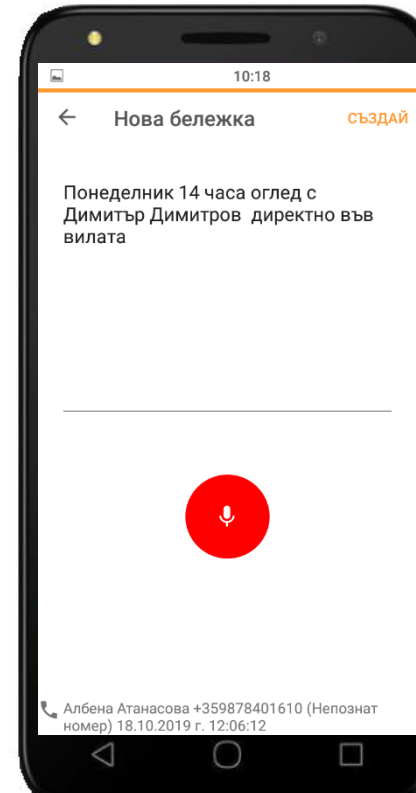 10:18
Нова бележка СЪЗДАЙ
Понеделник 14 часа оглед с
Димитър Димитров директно във
вилата
Албена Атанасова +359878401610 (Непознат
номер) 18.10.2019 г. 12:06:12